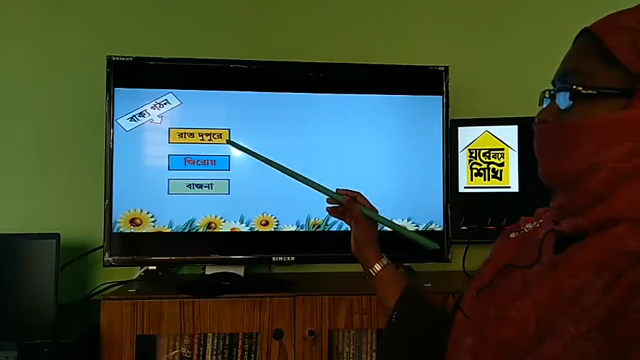 বাক্য গঠন
রাত দুপুরে
জিরোয়
বাজনা
SINGER
ঘরে বসে
শিখি